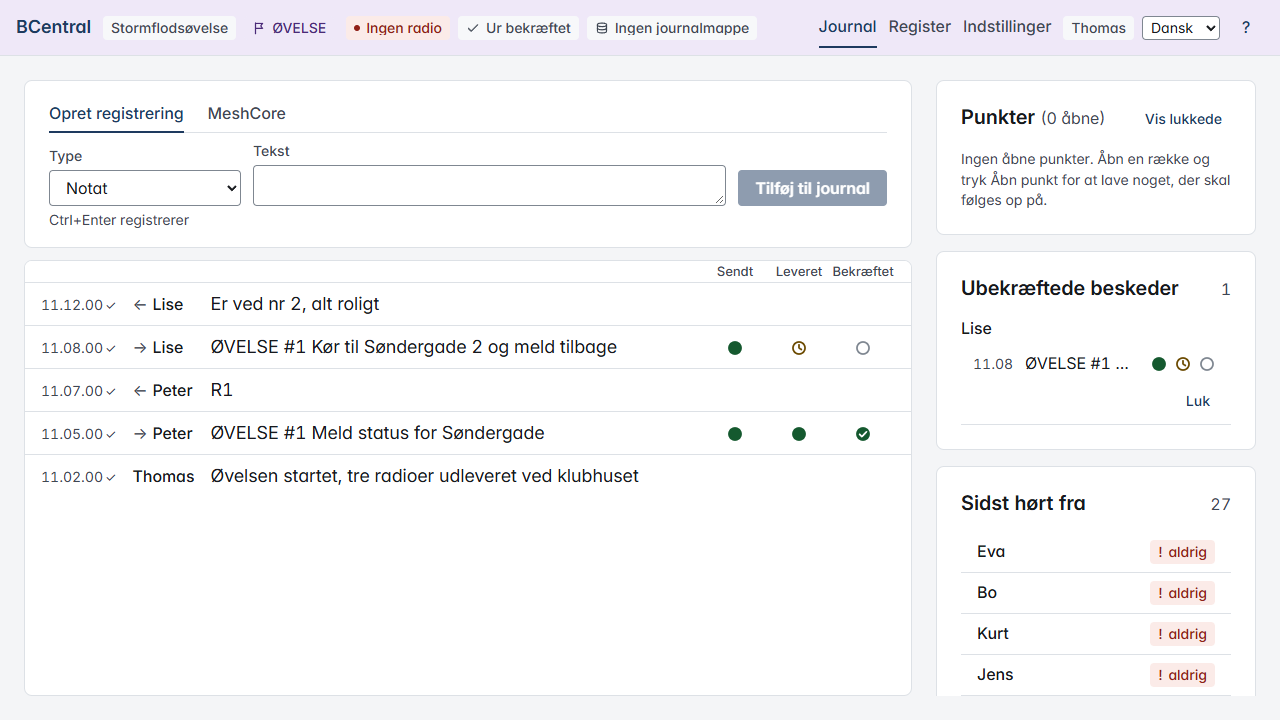 BCentral Stormflodsøvelse ØVELSE Ingen radio Ur bekræftet Ingen journalmappe Journal Register Indstillinger Thomas Dansk ?
Opret registrering MeshCore
Type
Tekst
Notat
Tilføj til journal
Ctrl+Enter registrerer
Sendt Leveret Bekræftet
11.12.00 ✓ ← Lise Er ved nr 2, alt roligt
11.08.00 ✓ → Lise ØVELSE #1 Kør til Søndergade 2 og meld tilbage
11.07.00 ✓ ← Peter R1
11.05.00 ✓ → Peter ØVELSE #1 Meld status for Søndergade
11.02.00 ✓ Thomas Øvelsen startet, tre radioer udleveret ved klubhuset
Punkter (0 åbne) Vis lukkede
Ingen åbne punkter. Åbn en række og
tryk Åbn punkt for at lave noget, der skal
følges op på.
Ubekræftede beskeder 1
Lise
11.08 ØVELSE #1 ...
Luk
Sidst hørt fra 27
Eva ! aldrig
Bo ! aldrig
Kurt ! aldrig
Jens ! aldrig